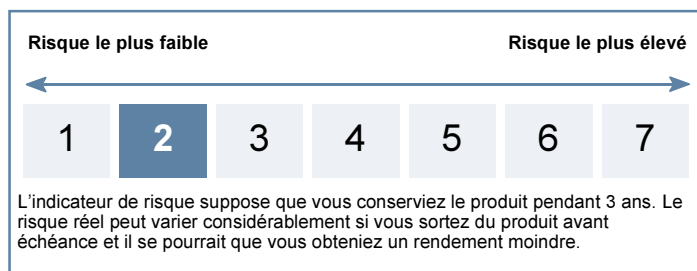 Risque le plus faible Risque le plus élevé
1 2 3 4 5 6 7
L'indicateur de risque suppose que vous conserviez le produit pendant 3 ans. Le
risque réel peut varier considérablement si vous sortez du produit avant
échéance et il se pourrait que vous obteniez un rendement moindre.